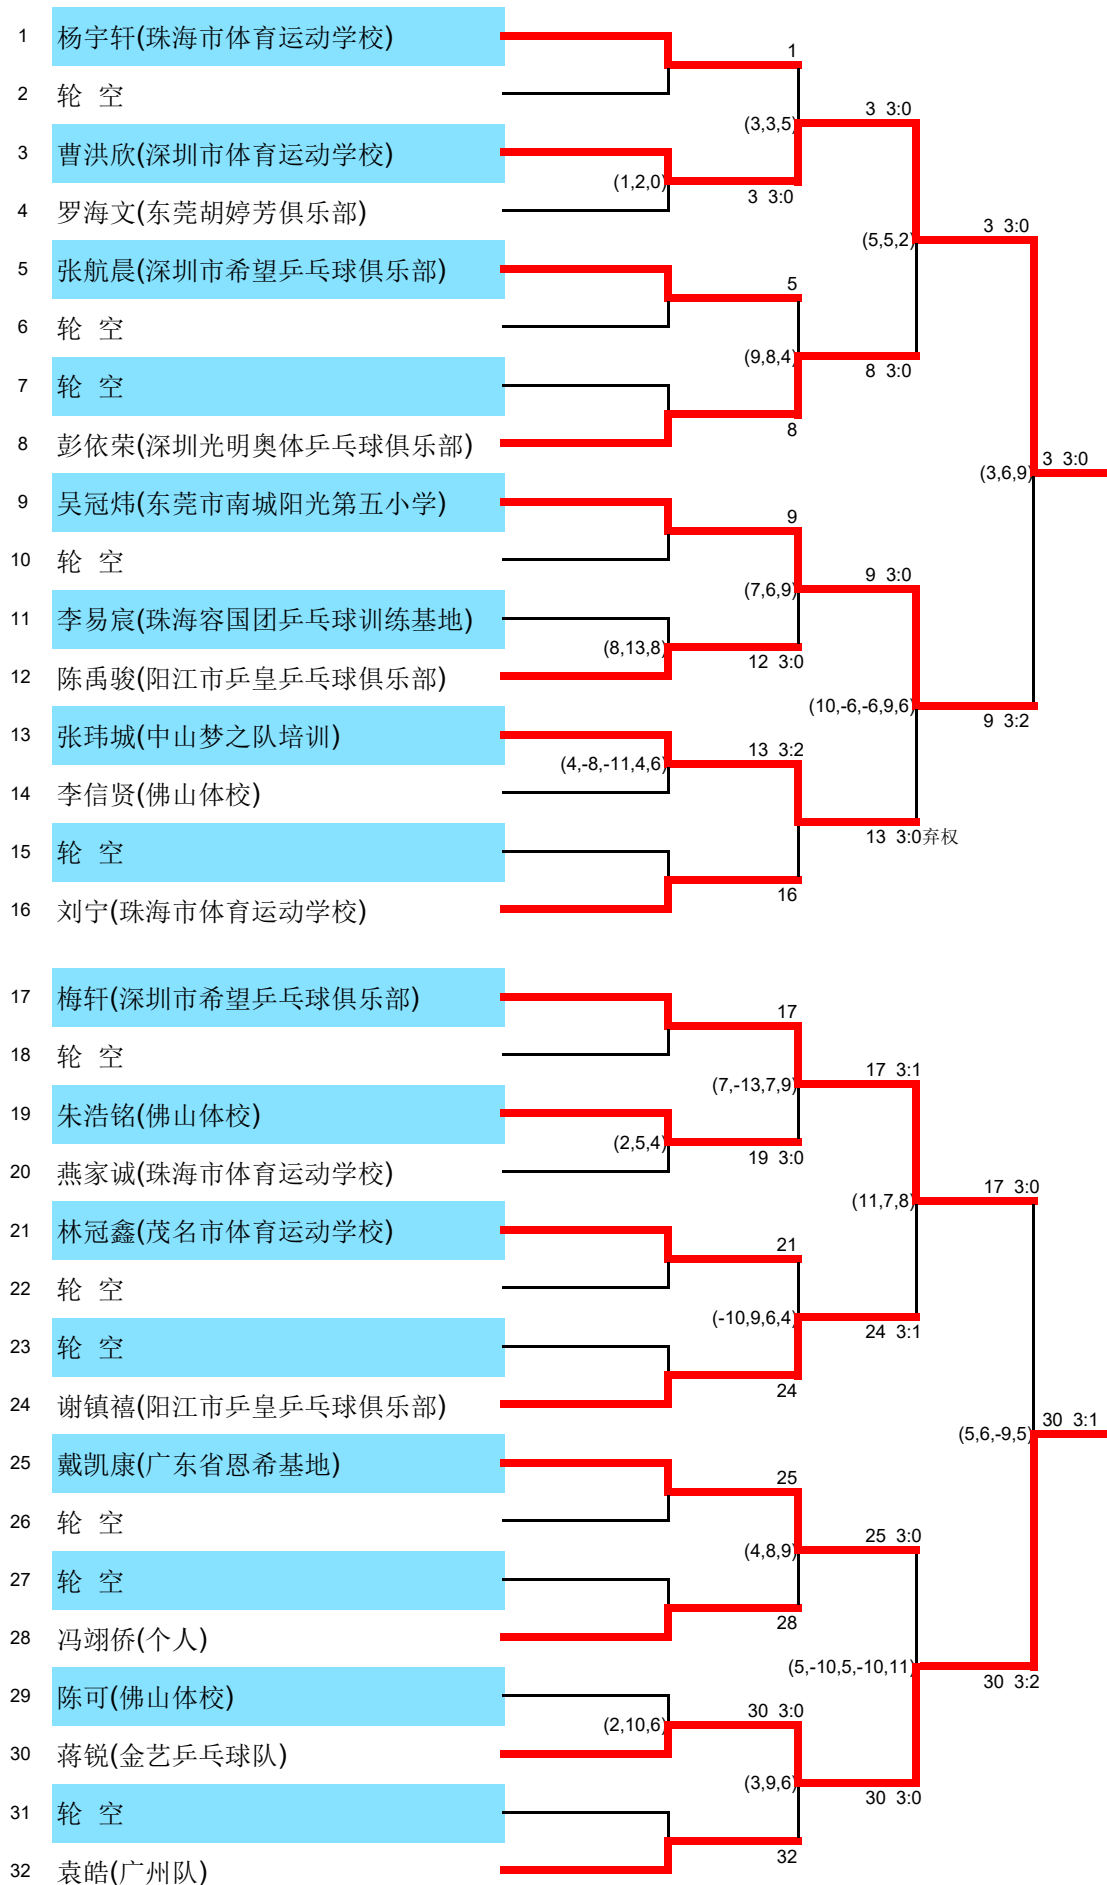 1 杨宇轩(珠海市体育运动学校)
1
2 轮 空
3 3:0
(3,3,5)
3 曹洪欣(深圳市体育运动学校)
(1,2,0)
3 3:0
4 罗海文(东莞胡婷芳俱乐部)
3 3:0
(5,5,2)
5 张航晨(深圳市希望乒乓球俱乐部)
5
6 轮 空
(9,8,4)
8 3:0
7 轮 空
8
8 彭依荣(深圳光明奥体乒乓球俱乐部)
3 3:0
(3,6,9)
9 吴冠炜(东莞市南城阳光第五小学)
9
10 轮 空
9 3:0
(7,6,9)
11 李易宸(珠海容国团乒乓球训练基地)
(8,13,8)
12 3:0
12 陈禹骏(阳江市乒皇乒乓球俱乐部)
(10,-6,-6,9,6)
9 3:2
13 张玮城(中山梦之队培训)
13 3:2
(4,-8,-11,4,6)
14 李信贤(佛山体校)
13 3:0弃权
15 轮 空
16
16 刘宁(珠海市体育运动学校)
17 梅轩(深圳市希望乒乓球俱乐部)
17
18 轮 空
17 3:1
(7,-13,7,9)
19 朱浩铭(佛山体校)
(2,5,4)
19 3:0
20 燕家诚(珠海市体育运动学校)
17 3:0
(11,7,8)
21 林冠鑫(茂名市体育运动学校)
21
22 轮 空
(-10,9,6,4)
24 3:1
23 轮 空
24
24 谢镇禧(阳江市乒皇乒乓球俱乐部)
30 3:1
(5,6,-9,5)
25 戴凯康(广东省恩希基地)
25
26 轮 空
25 3:0
(4,8,9)
27 轮 空
28
28 冯翊侨(个人)
(5,-10,5,-10,11)
30 3:2
29 陈可(佛山体校)
30 3:0
(2,10,6)
30 蒋锐(金艺乒乓球队)
(3,9,6)
30 3:0
31 轮 空
32
32 袁皓(广州队)